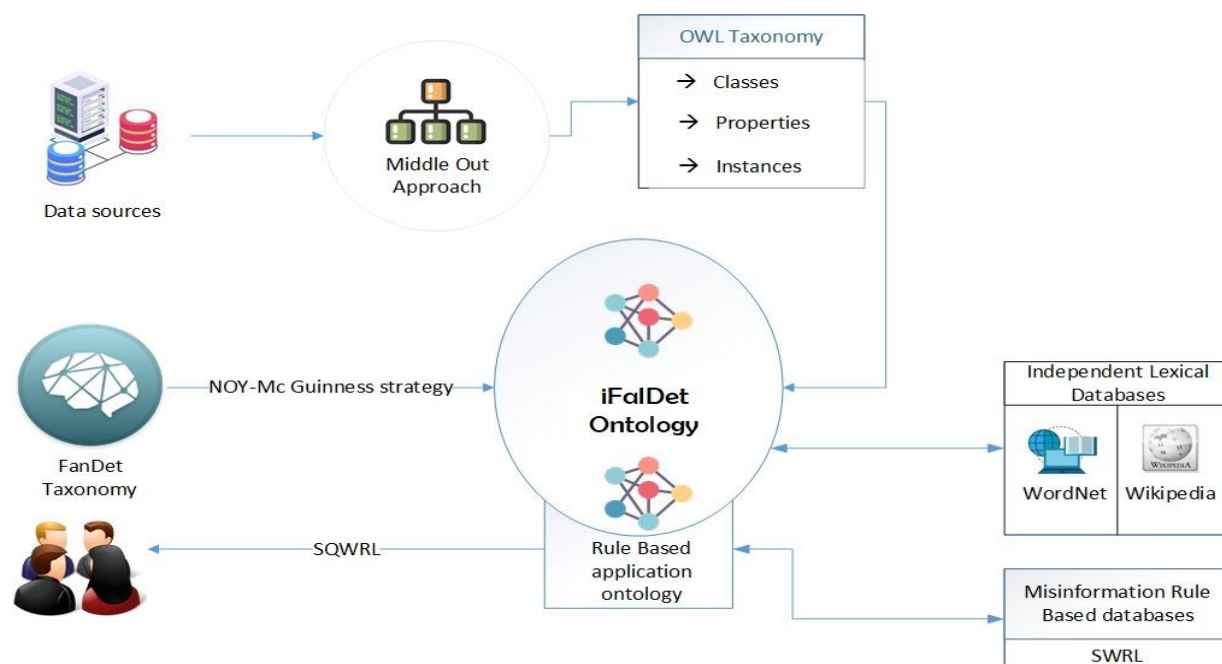 OWL Taxonomy
→ Classes
→ Properties
→ Instances
Middle Out
Approach
Data sources
NOY-Mc Guinness strategy
iFalDet
Ontology
FanDet
Taxonomy
Independent Lexical
Databases
WordNet
WIKIPEDIA
Wikipedia
SQWRL
Rule Based
application
ontology
Misinformation Rule
Based databases
SWRL